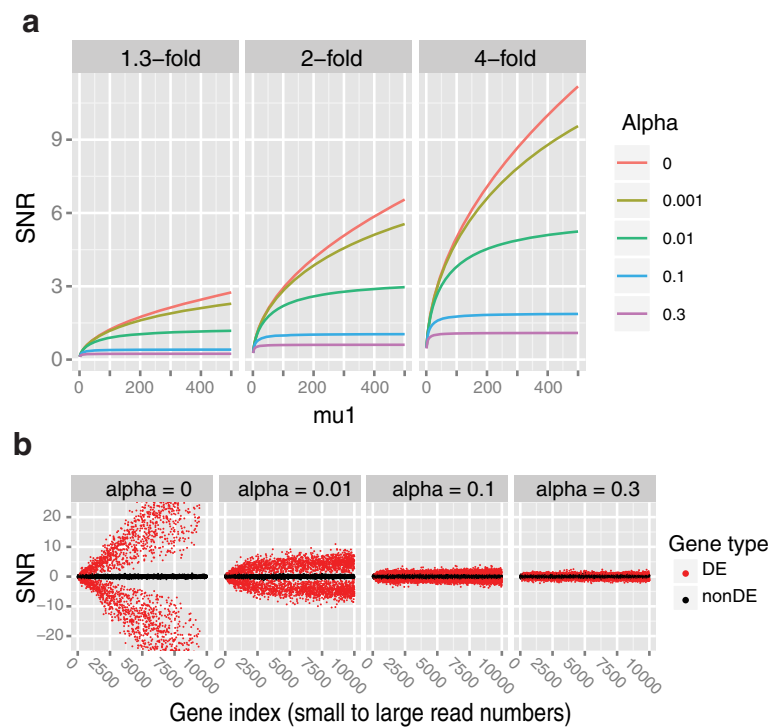 a
1.3−fold 2−fold 4−fold
SNR
9
6
3
0
0 200 400 0 200 400 0 200 400
mu1
Alpha
0
0.001
0.01
0.1
0.3
b
alpha = 0 alpha = 0.01 alpha = 0.1 alpha = 0.3
SNR
20
10
0
−10
−20
0 2500 5000 7500 10000 0 2500 5000 7500 10000 0 2500 5000 7500 10000 0 2500 5000 7500 10000
Gene index (small to large read numbers)
Gene type
DE
nonDE